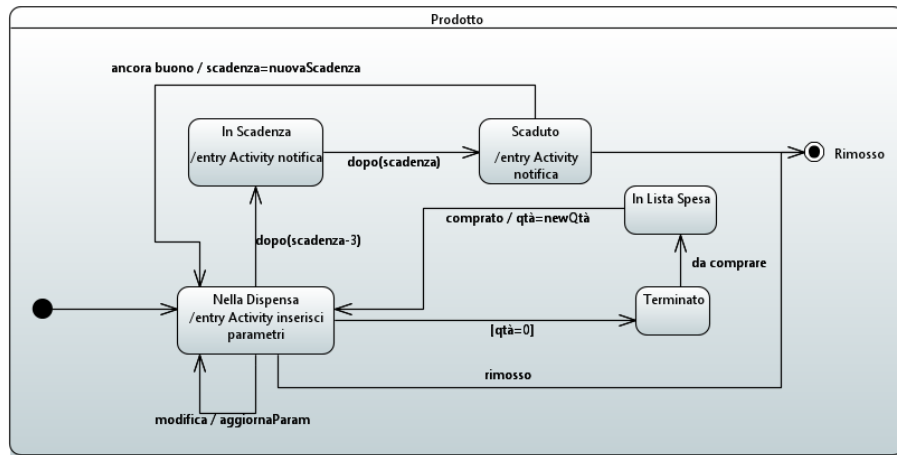 Prodotto
ancora buono / scadenza=nuovaScadenza
In Scadenza
/entry Activity notifica
dopo(scadenza)
Scaduto
/entry Activity
notifica
Rimosso
In Lista Spesa
comprato / qtà=newQtà
dopo(scadenza-3)
da comprare
Nella Dispensa
/entry Activity inserisci
parametri
Terminato
[qtà=0]
rimosso
modifica / aggiornaParam